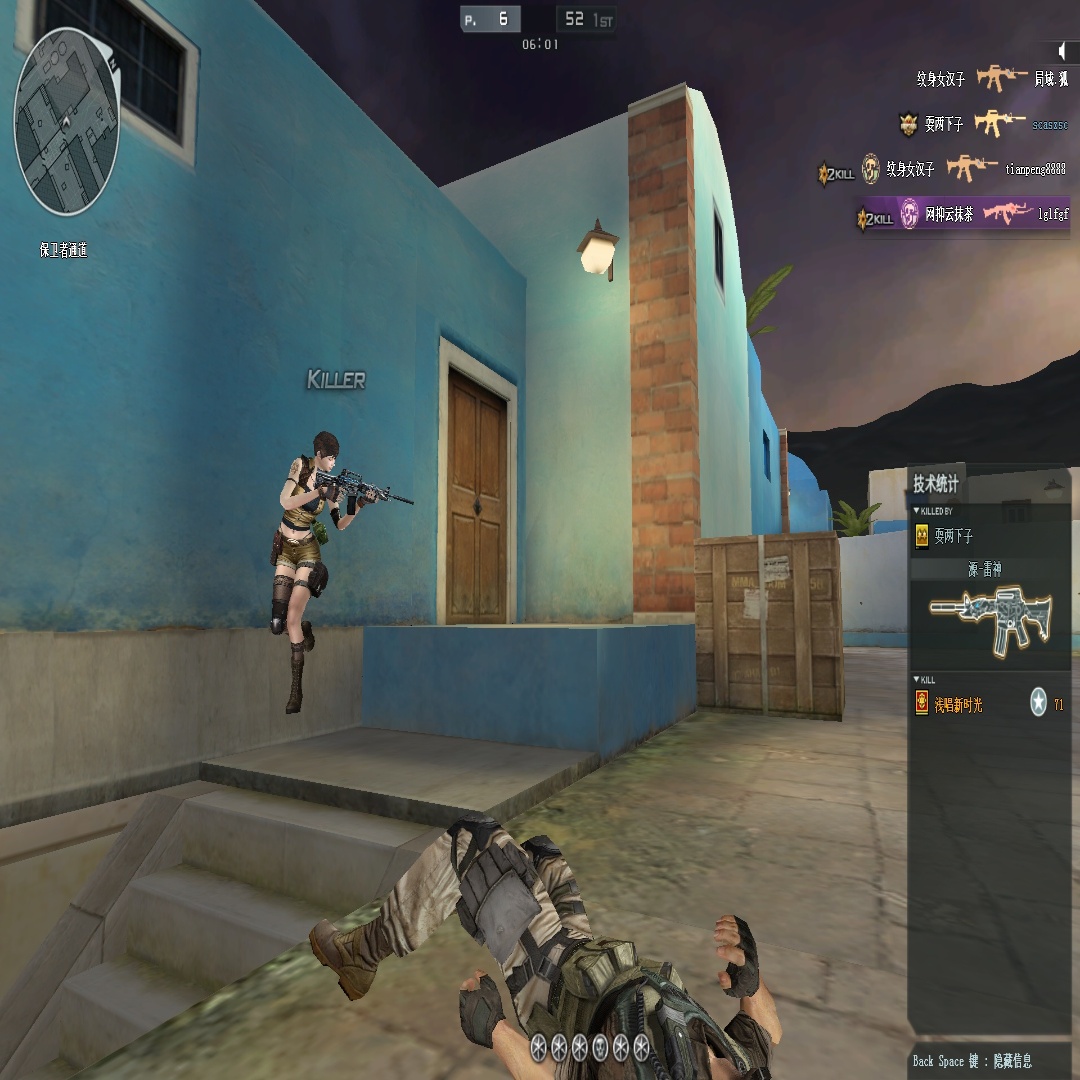 P. 6 52 1ST
06:01
N
保卫者通道
纹身女汉子 局域.狐
耍两下子 scaszsc
2KILL 纹身女汉子 tianpeng8888
2KILL 网抑云抹茶 lglfgf
KILLER
技术统计
KILLED BY
耍两下子
源-雷神
KILL
浅唱新时光 71
Back Space 键 : 隐藏信息